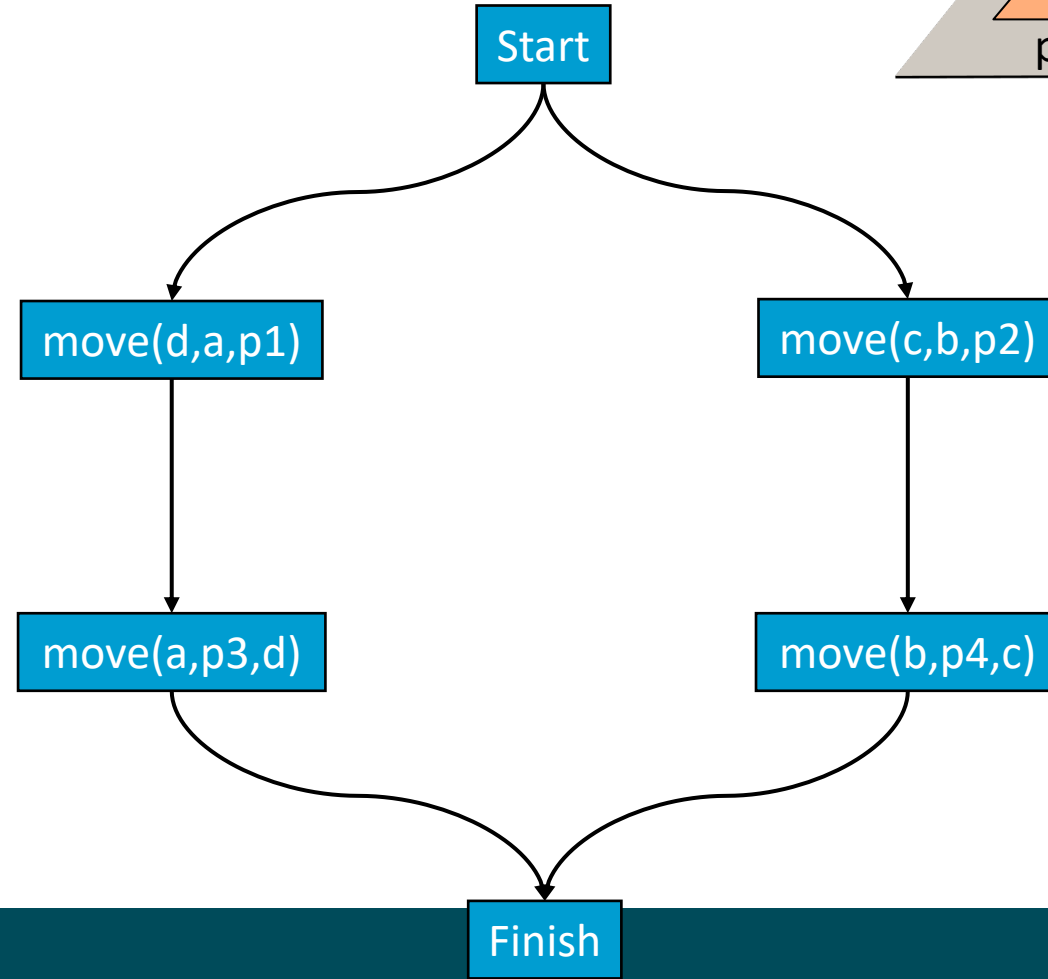 Start
p
move(d,a,p1)
move(c,b,p2)
move(a,p3,d)
move(b,p4,c)
Finish